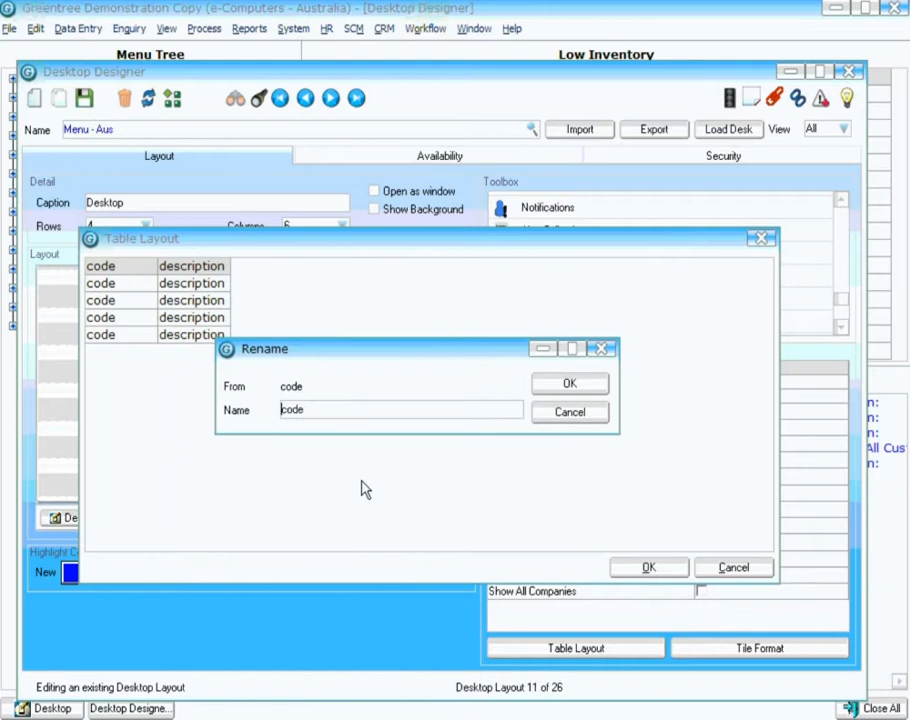 Greentree Demonstration Copy (e-Computers - Australia) - [Desktop Designer]
File Edit Data Entry Enquiry View Process Reports System HR SCM CRM Workflow Window Help
Menu Tree Low Inventory
Desktop Designer
Name Menu - Aus Import Export Load Desk View All
Layout Availability Security
Detail Toolbox
Open as window
Caption Desktop Notifications
Show Background
Rows 4 Columns 6
Layout
Table Layout
code description
code description
code description
code description
code description
Rename
From code OK
Name code Cancel
n:
n:
n:
All Cus
n:
De
Highlight C
New
OK Cancel
Show All Companies
Table Layout Tile Format
Editing an existing Desktop Layout Desktop Layout 11 of 26
Desktop Desktop Designe... Close All